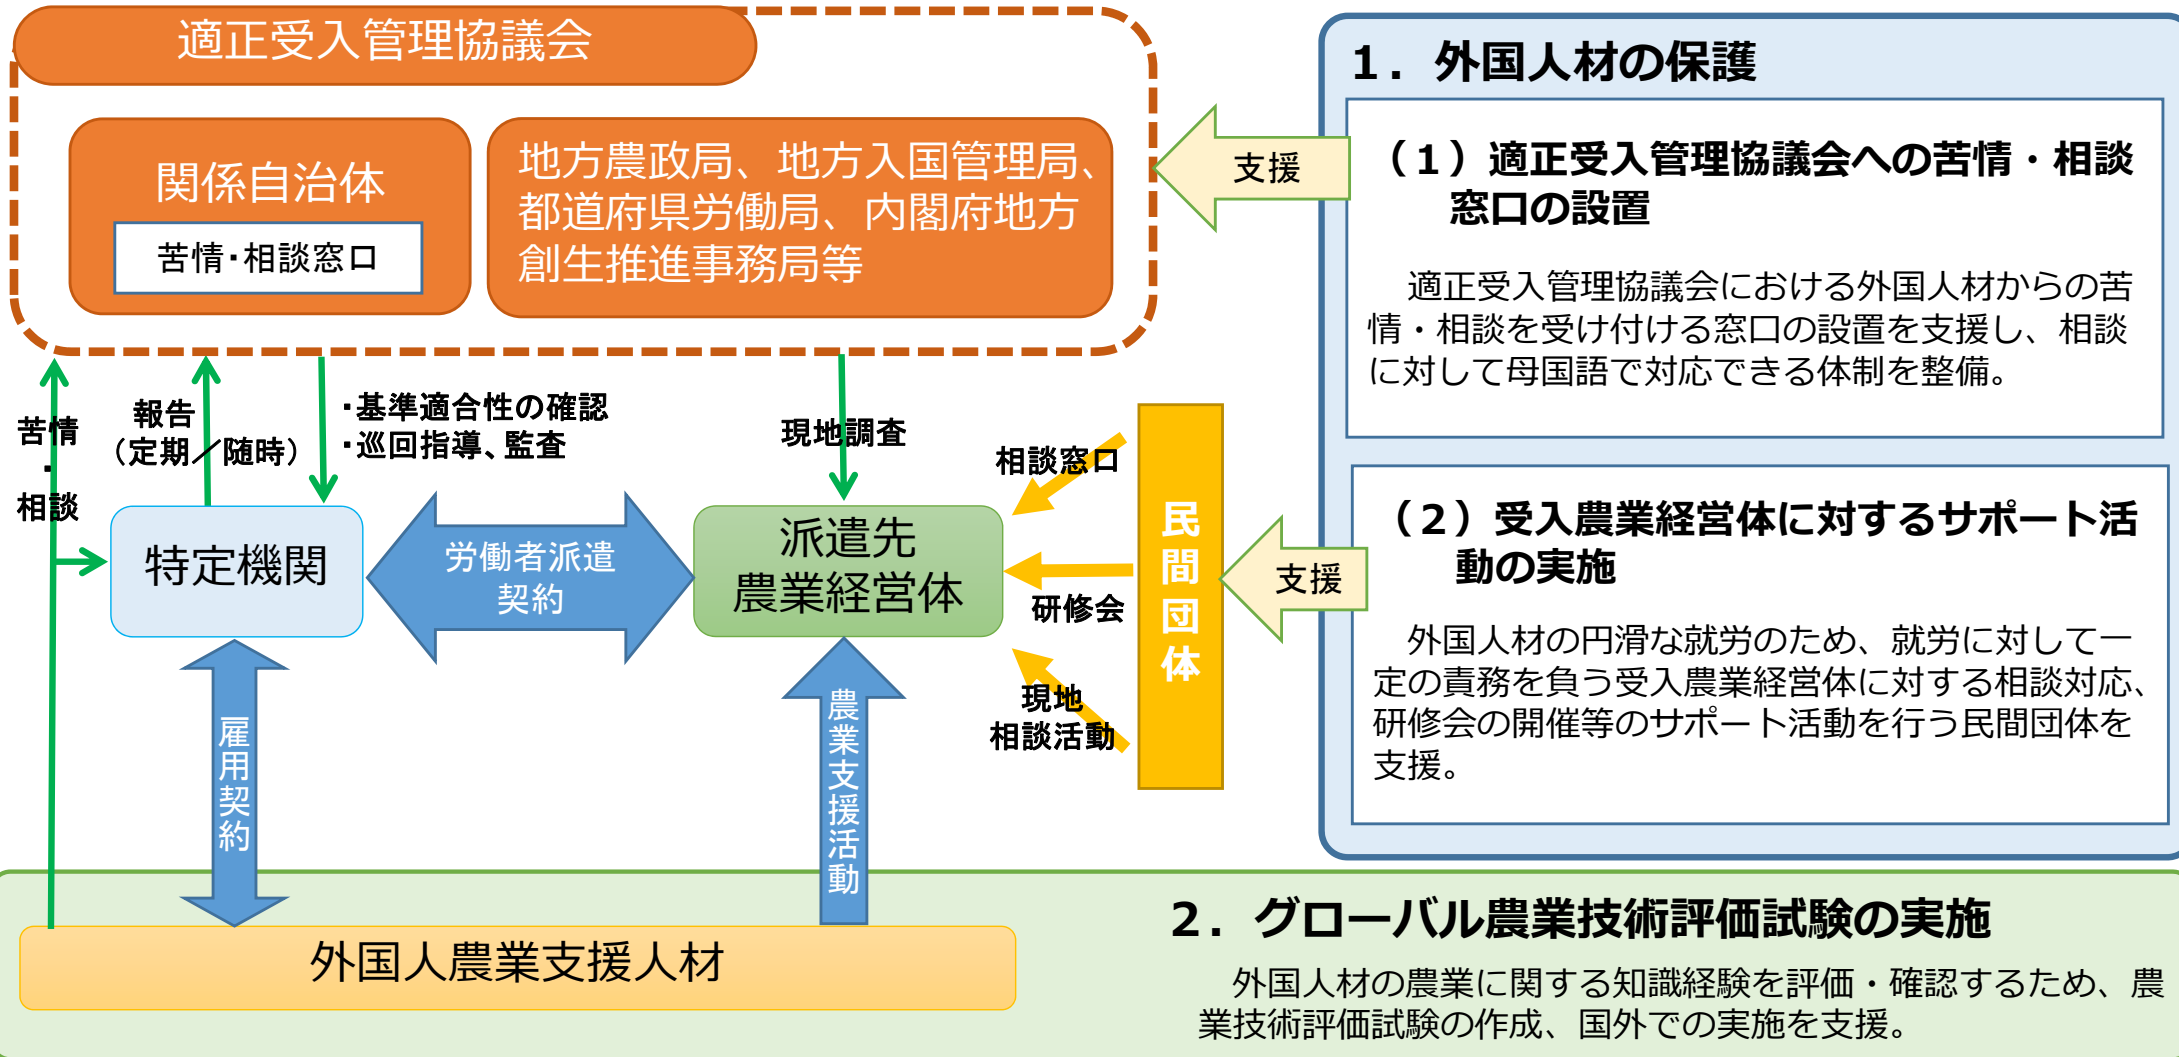 適正受入管理協議会
関係自治体
苦情・相談窓口
地方農政局、地方入国管理局、
都道府県労働局、内閣府地方
創生推進事務局等
支援
苦情
・
相談
報告
（定期／随時）
・基準適合性の確認
・巡回指導、監査
現地調査
特定機関
労働者派遣
契約
派遣先
農業経営体
相談窓口
研修会
現地
相談活動
民間団体
支援
雇用契約
農業支援活動
外国人農業支援人材
１．外国人材の保護
（１）適正受入管理協議会への苦情・相談
窓口の設置
適正受入管理協議会における外国人材からの苦
情・相談を受け付ける窓口の設置を支援し、相談
に対して母国語で対応できる体制を整備。
（２）受入農業経営体に対するサポート活
動の実施
外国人材の円滑な就労のため、就労に対して一
定の責務を負う受入農業経営体に対する相談対応、
研修会の開催等のサポート活動を行う民間団体を
支援。
２．グローバル農業技術評価試験の実施
外国人材の農業に関する知識経験を評価・確認するため、農
業技術評価試験の作成、国外での実施を支援。